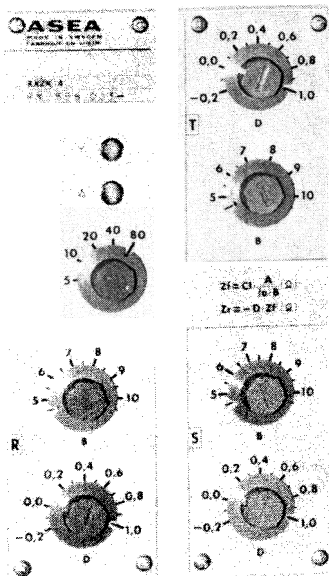 ASEA
MADE IN SWEDEN
RXZK 4
5 10 20 40 80
5 6 7 8 9 10
B
R
-0,2 0,0 0,2 0,4 0,6 0,8 1,0
D
-0,2 0,0 0,2 0,4 0,6 0,8 1,0
D
T
5 6 7 8 9 10
B
Zr=-D Zf Ω
5 6 7 8 9 10
B
S
-0,2 0,0 0,2 0,4 0,6 0,8 1,0
D